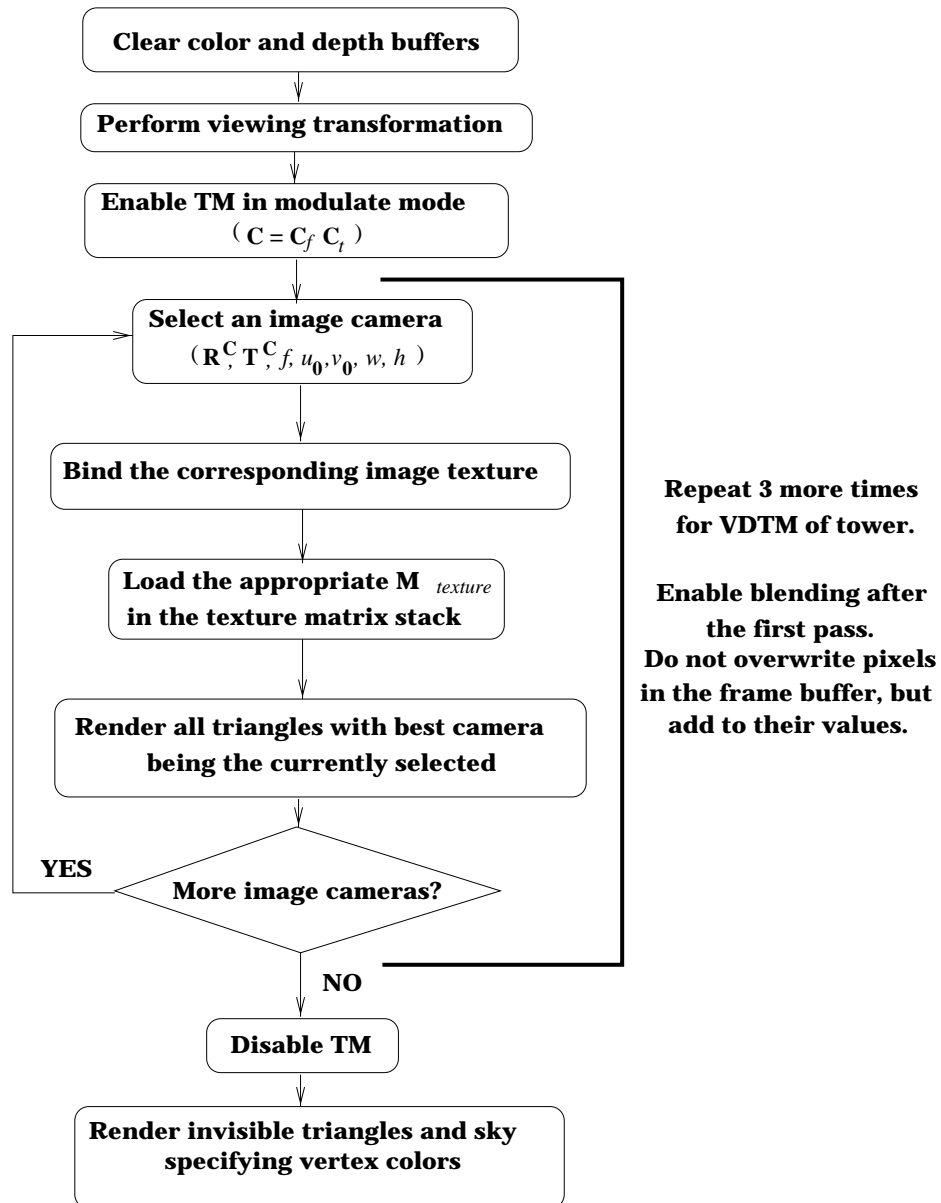 Clear color and depth buffers
Perform viewing transformation
Enable TM in modulate mode
( C = C_f C_t )
Select an image camera
( R^C, T^C, f, u_0, v_0, w, h )
Bind the corresponding image texture
Load the appropriate M texture
in the texture matrix stack
Render all triangles with best camera
being the currently selected
YES
More image cameras?
NO
Disable TM
Render invisible triangles and sky
specifying vertex colors
Repeat 3 more times
for VDTM of tower.
Enable blending after
the first pass.
Do not overwrite pixels
in the frame buffer, but
add to their values.